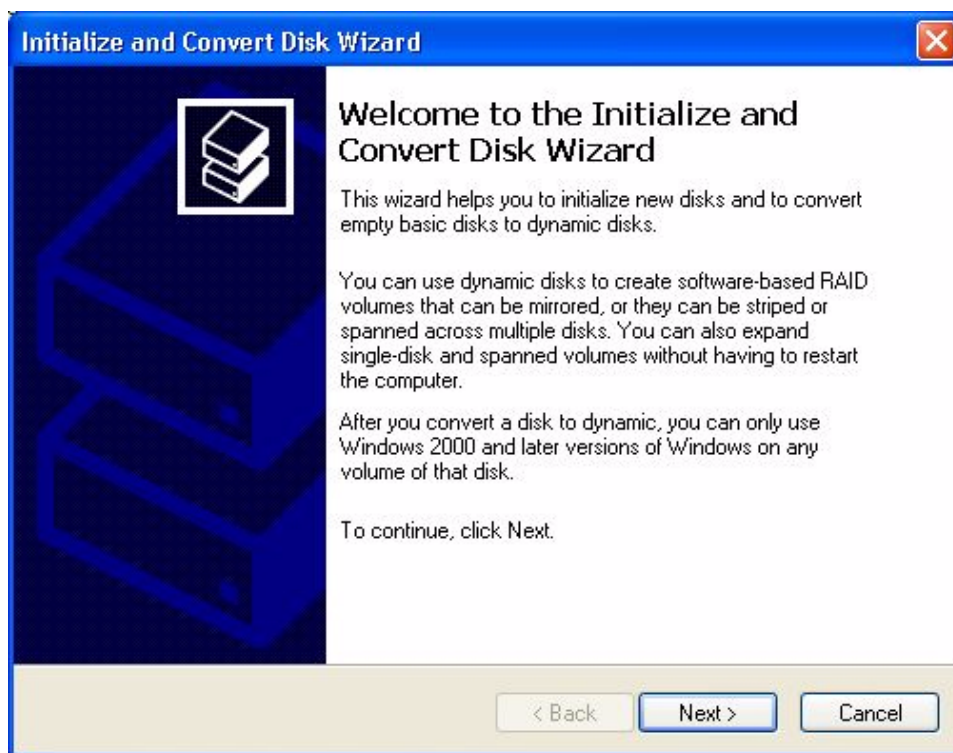 Initialize and Convert Disk Wizard
Welcome to the Initialize and
Convert Disk Wizard
This wizard helps you to initialize new disks and to convert
empty basic disks to dynamic disks.
You can use dynamic disks to create software-based RAID
volumes that can be mirrored, or they can be striped or
spanned across multiple disks. You can also expand
single-disk and spanned volumes without having to restart
the computer.
After you convert a disk to dynamic, you can only use
Windows 2000 and later versions of Windows on any
volume of that disk.
To continue, click Next.
< Back
Next >
Cancel